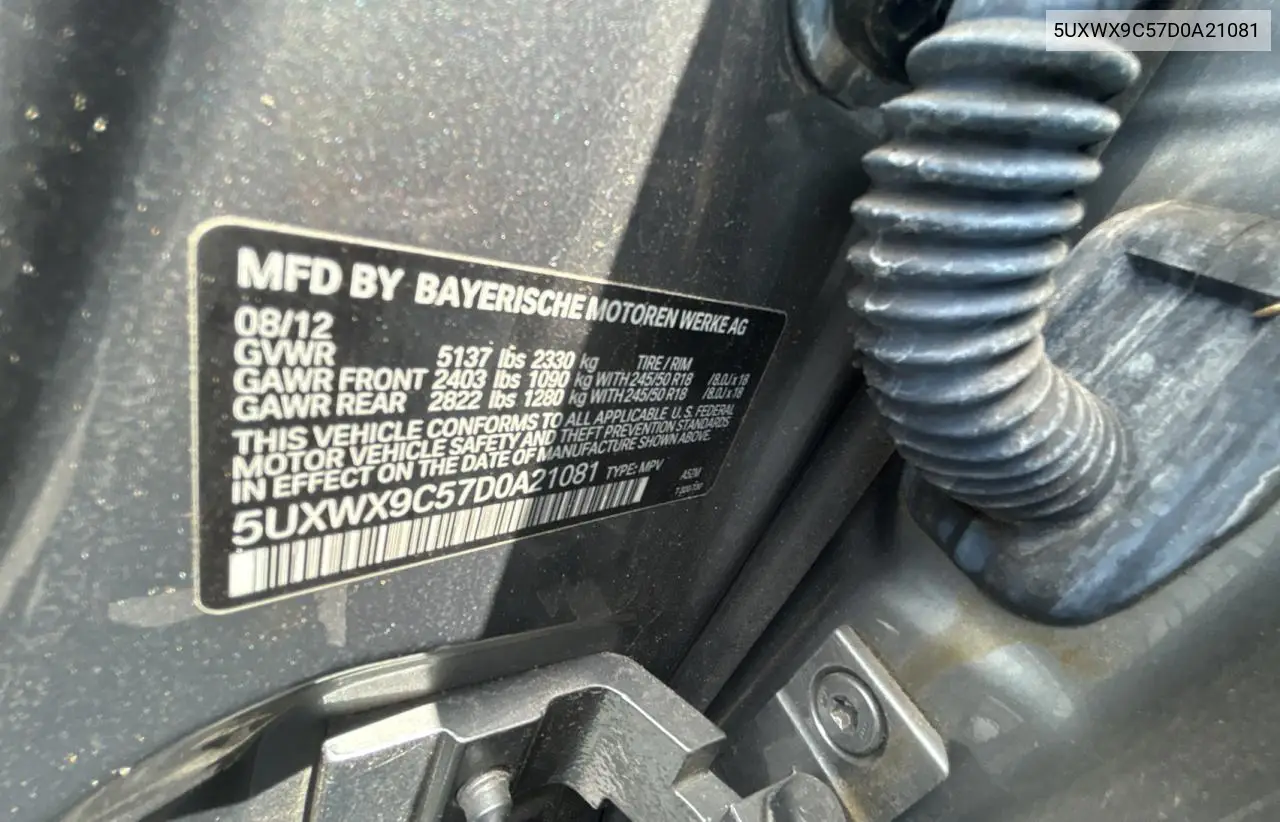 5UXWX9C57D0A21081
MFD BY BAYERISCHE MOTOREN WERKE AG
08/12
GVWR 5137 lbs 2330 kg TIRE / RIM
GAWR FRONT 2403 lbs 1090 kg WITH 245/50 R18 /8.0J x 18
GAWR REAR 2822 lbs 1280 kg WITH 245/50 R18 /8.0J x 18
THIS VEHICLE CONFORMS TO ALL APPLICABLE U.S. FEDERAL
MOTOR VEHICLE SAFETY AND THEFT PREVENTION STANDARDS
IN EFFECT ON THE DATE OF MANUFACTURE SHOWN ABOVE.
5UXWX9C57D0A21081 TYPE: MPV